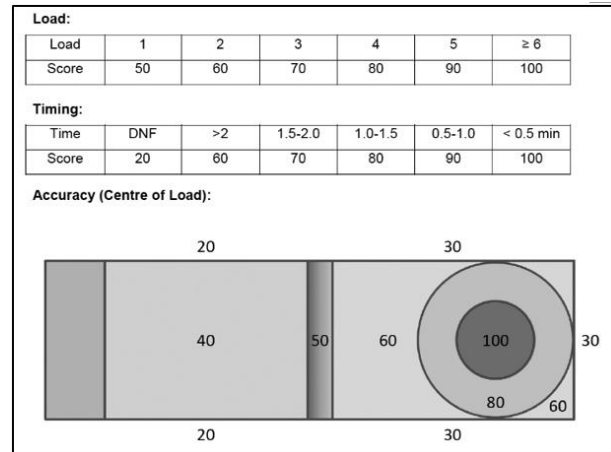 Load:
Load 1 2 3 4 5 ≥ 6
Score 50 60 70 80 90 100
Timing:
Time DNF >2 1.5-2.0 1.0-1.5 0.5-1.0 < 0.5 min
Score 20 60 70 80 90 100
Accuracy (Centre of Load):
20 30
40 50 60 100 30
80 60
20 30